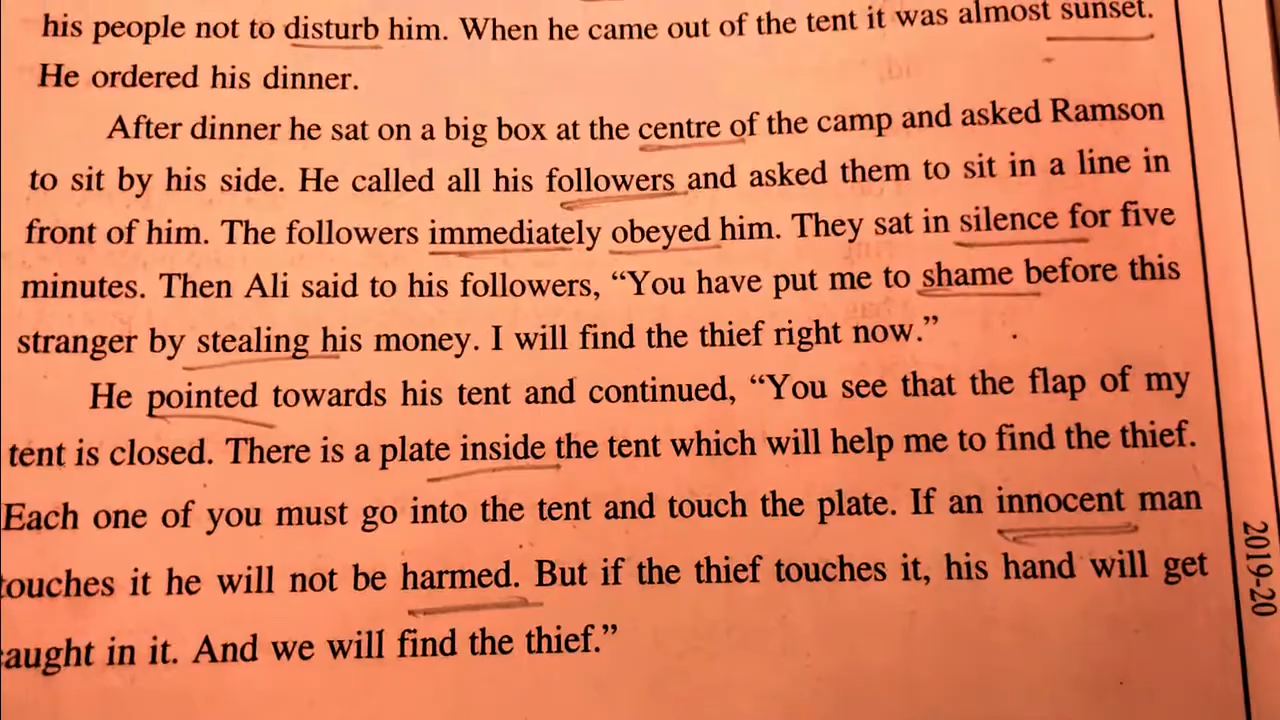 his people not to disturb him. When he came out of the tent it was almost sunset.
He ordered his dinner.
After dinner he sat on a big box at the centre of the camp and asked Ramson
to sit by his side. He called all his followers and asked them to sit in a line in
front of him. The followers immediately obeyed him. They sat in silence for five
minutes. Then Ali said to his followers, “You have put me to shame before this
stranger by stealing his money. I will find the thief right now.”
He pointed towards his tent and continued, “You see that the flap of my
tent is closed. There is a plate inside the tent which will help me to find the thief.
Each one of you must go into the tent and touch the plate. If an innocent man
touches it he will not be harmed. But if the thief touches it, his hand will get
aught in it. And we will find the thief.”
2019-20